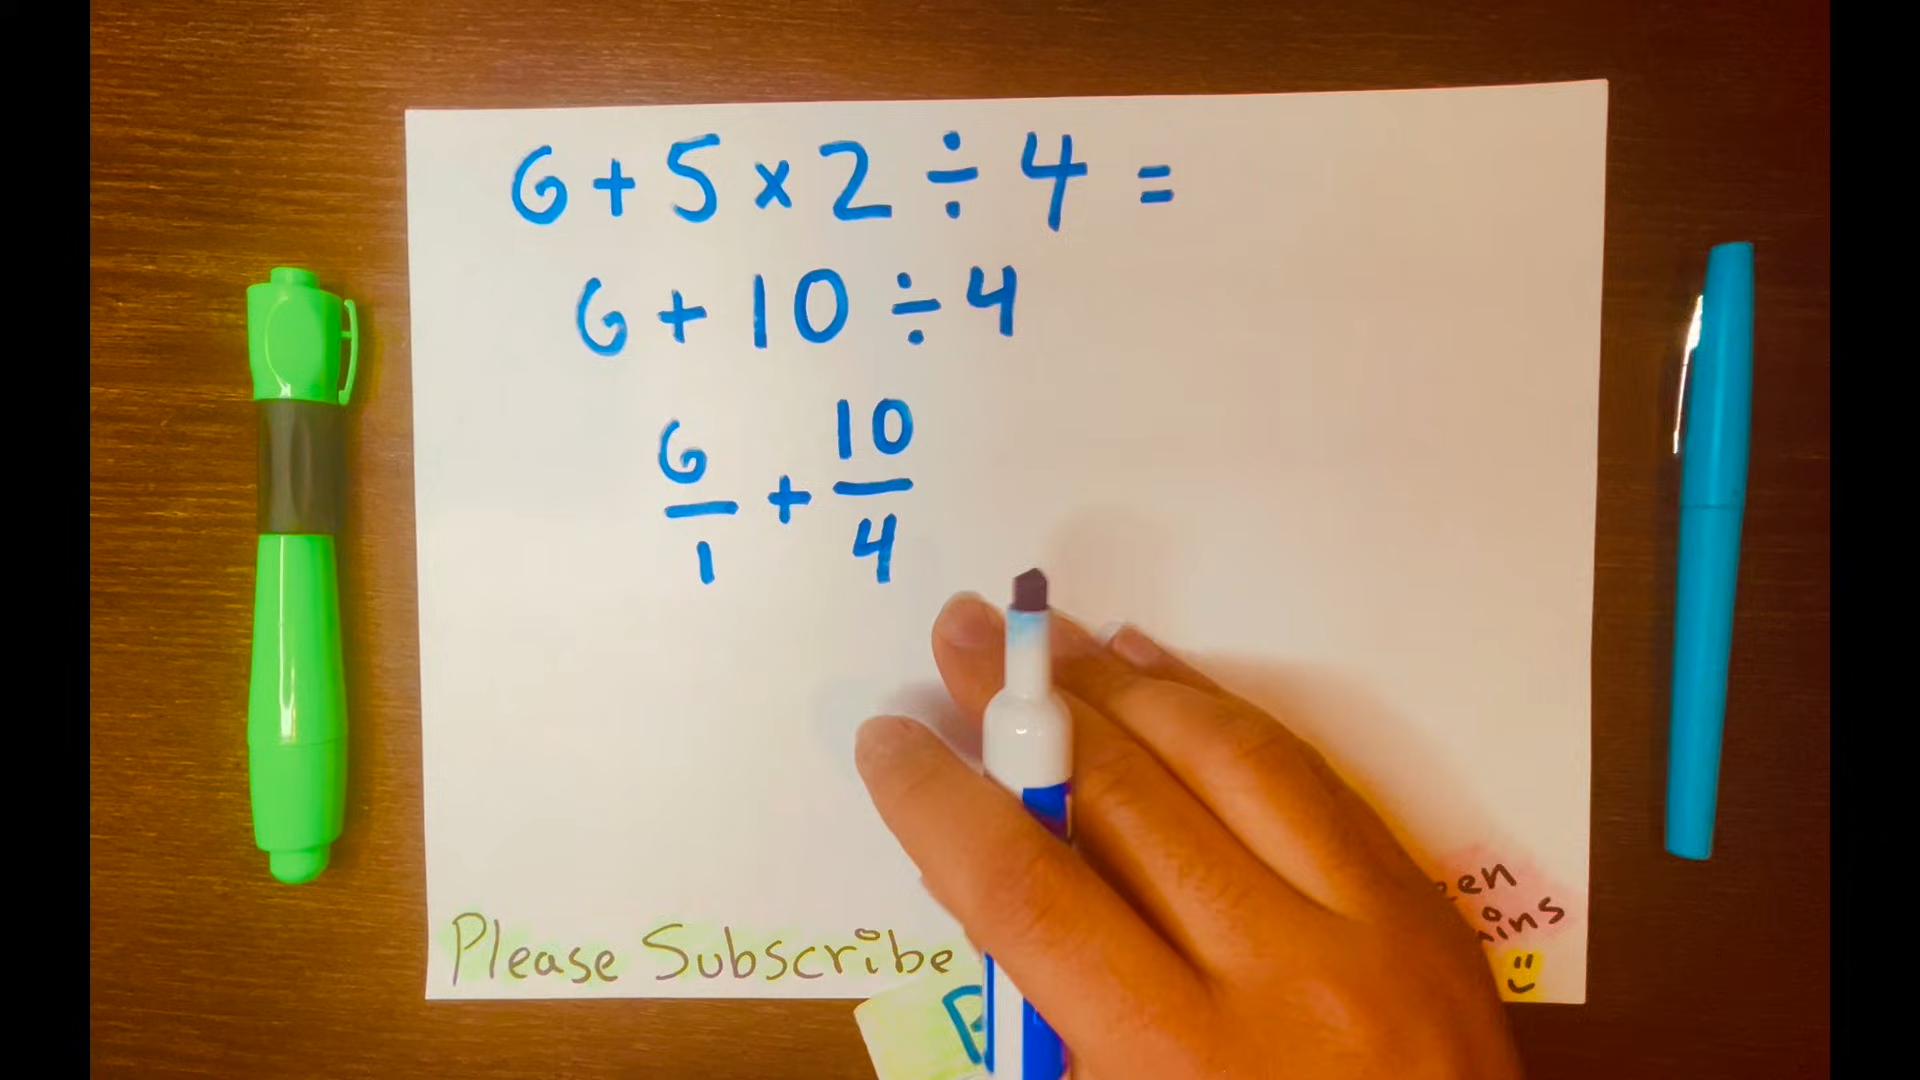 6 + 5 × 2 ÷ 4 =
6 + 10 ÷ 4
6/1 + 10/4
Please Subscribe